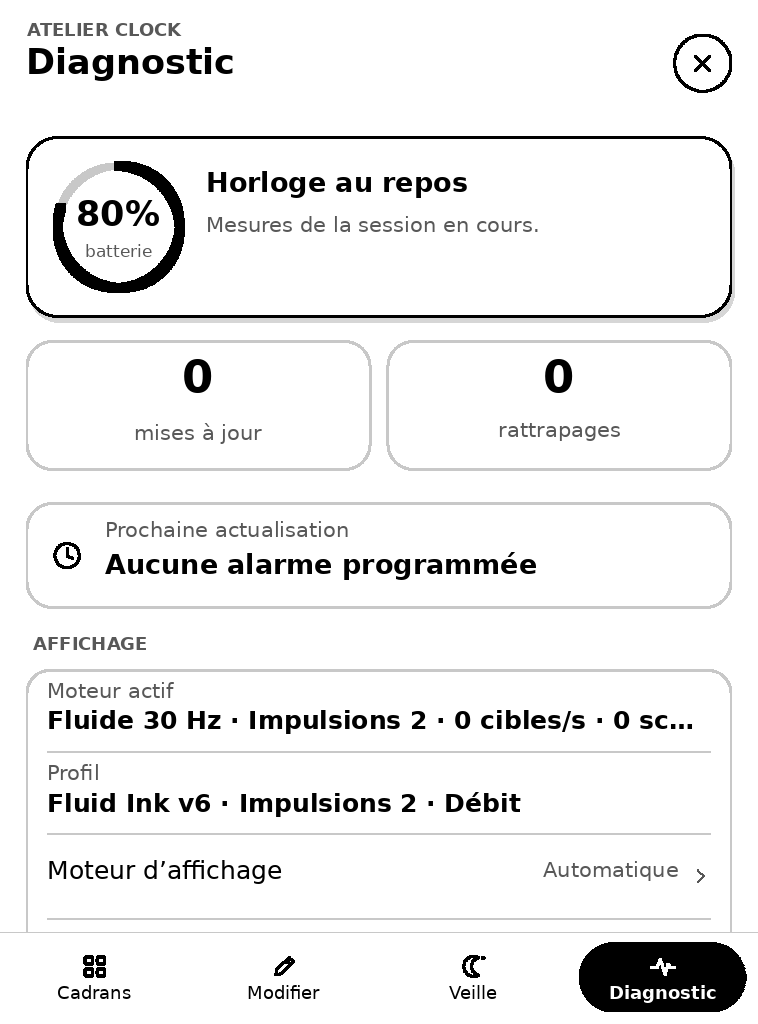 ATELIER CLOCK
Diagnostic
80%
batterie
Horloge au repos
Mesures de la session en cours.
0
mises à jour
0
rattrapages
Prochaine actualisation
Aucune alarme programmée
AFFICHAGE
Moteur actif
Fluide 30 Hz · Impulsions 2 · 0 cibles/s · 0 sc…
Profil
Fluid Ink v6 · Impulsions 2 · Débit
Moteur d’affichage
Automatique
Cadrans
Modifier
Veille
Diagnostic